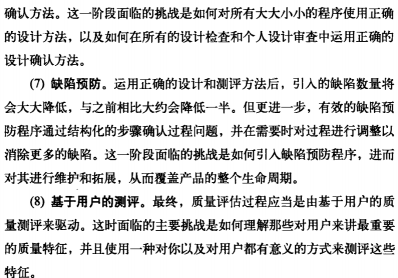 确认方法。这一阶段面临的挑战是如何对所有大大小小的程序使用正确
的设计方法，以及如何在所有的设计检查和个人设计审查中运用正确的
设计确认方法。
(7) 缺陷预防。运用正确的设计和测评方法后，引入的缺陷数量将
会大大降低，与之前相比大约会降低一半。但更进一步，有效的缺陷预
防程序通过结构化的步骤确认过程问题，并在需要时对过程进行调整以
消除更多的缺陷。这一阶段面临的挑战是如何引入缺陷预防程序，进而
对其进行维护和拓展，从而覆盖产品的整个生命周期。
(8) 基于用户的测评。最终，质量评估过程应当是由基于用户的质
量测评来驱动。这时面临的主要挑战是如何理解那些对用户来讲最重要
的质量特征，并且使用一种对你以及对用户都有意义的方式来测评这些
特征。